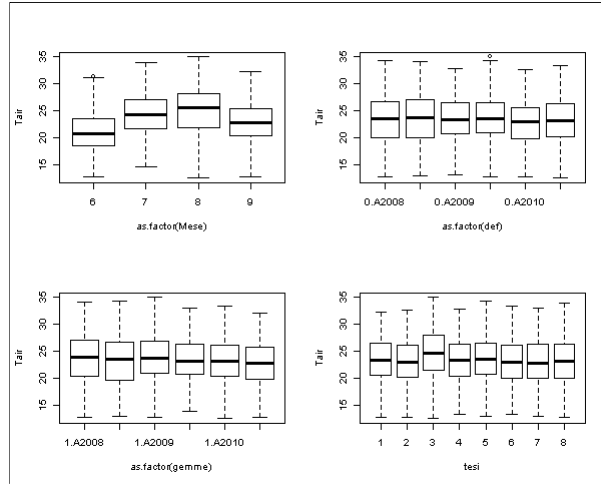 35
30
25
20
15
Tair
6 7 8 9
as.factor(Mese)
35
30
25
20
15
Tair
0.A2008 0.A2009 0.A2010
as.factor(def)
35
30
25
20
15
Tair
1.A2008 1.A2009 1.A2010
as.factor(gemme)
35
30
25
20
15
Tair
1 2 3 4 5 6 7 8
tesi